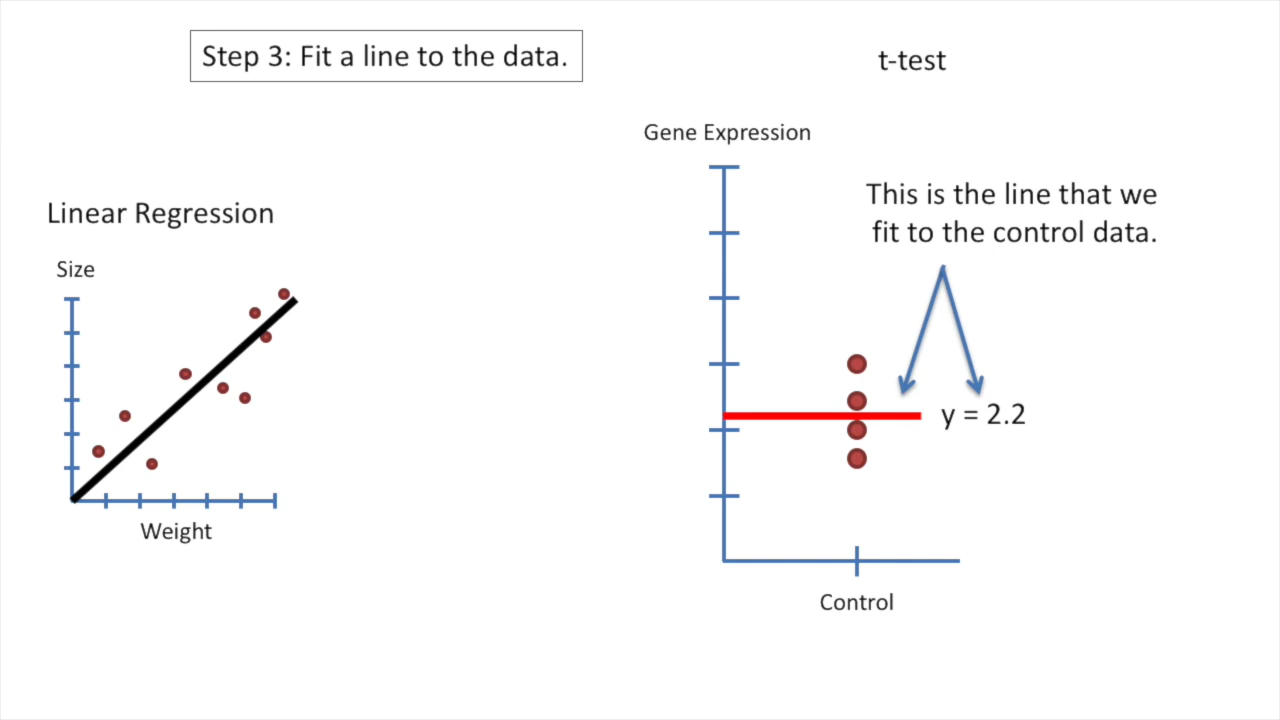 Step 3: Fit a line to the data.
t-test
Linear Regression
Size
Weight
Gene Expression
This is the line that we
fit to the control data.
y = 2.2
Control